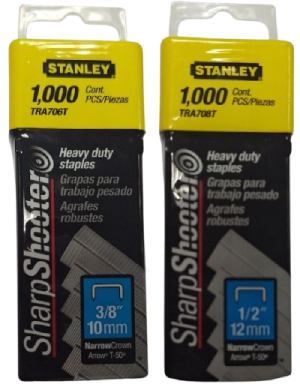 STANLEY
1,000 Cont.
PCS/Piezas
TRA706T
SharpShooter
Heavy duty
staples
Grapas para
trabajo pesado
Agrafes
robustes
3/8"
10mm
NarrowCrown
Arrow® T-50®
STANLEY
1,000 Cont.
PCS/Piezas
TRA708T
SharpShooter
Heavy duty
staples
Grapas para
trabajo pesado
Agrafes
robustes
1/2"
12mm
NarrowCrown
Arrow® T-50®